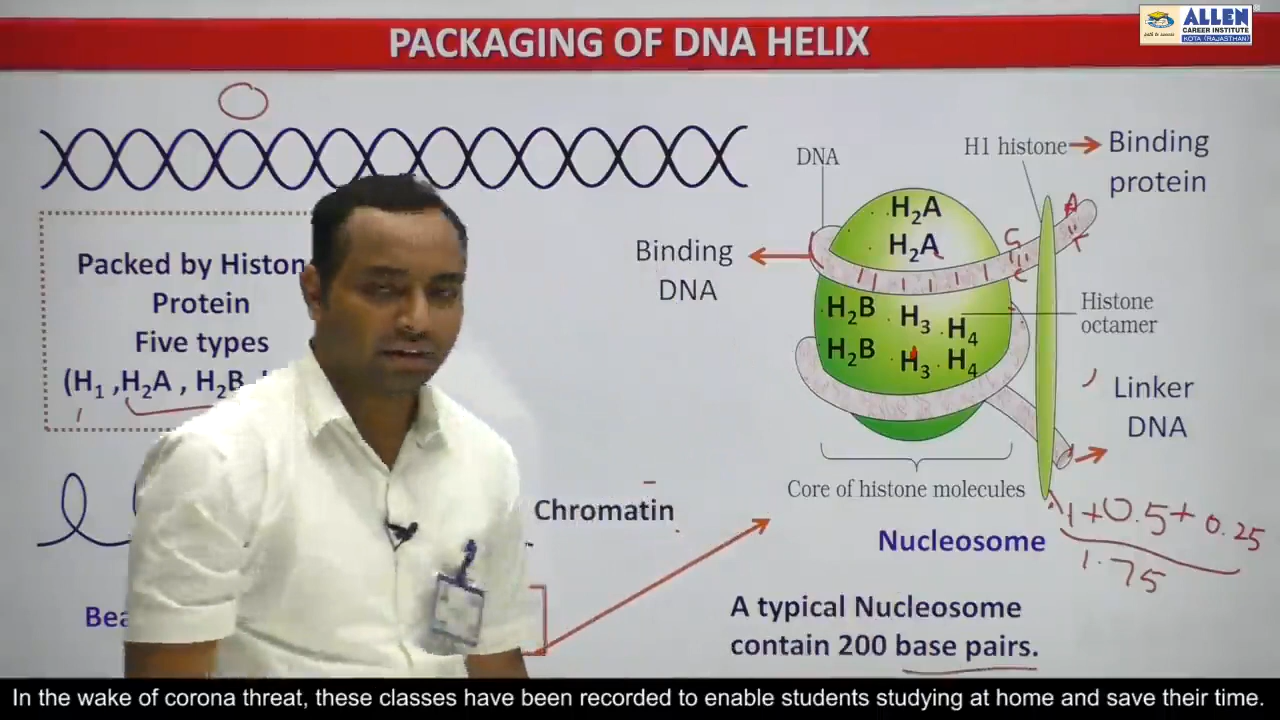 PACKAGING OF DNA HELIX
ALLEN
CAREER INSTITUTE
KOTA (RAJASTHAN)
DNA
H1 histone
Binding
protein
Binding
DNA
H2A
H2A
H2B
H3
H4
H2B
H3
H4
G
C
A
T
Histone
octamer
Linker
DNA
Core of histone molecules
Nucleosome
1+0.5+0.25
1.75
Packed by Histon
Protein
Five types
(H1 ,H2A , H2B
Chromatin
Bea
A typical Nucleosome
contain 200 base pairs.
In the wake of corona threat, these classes have been recorded to enable students studying at home and save their time.